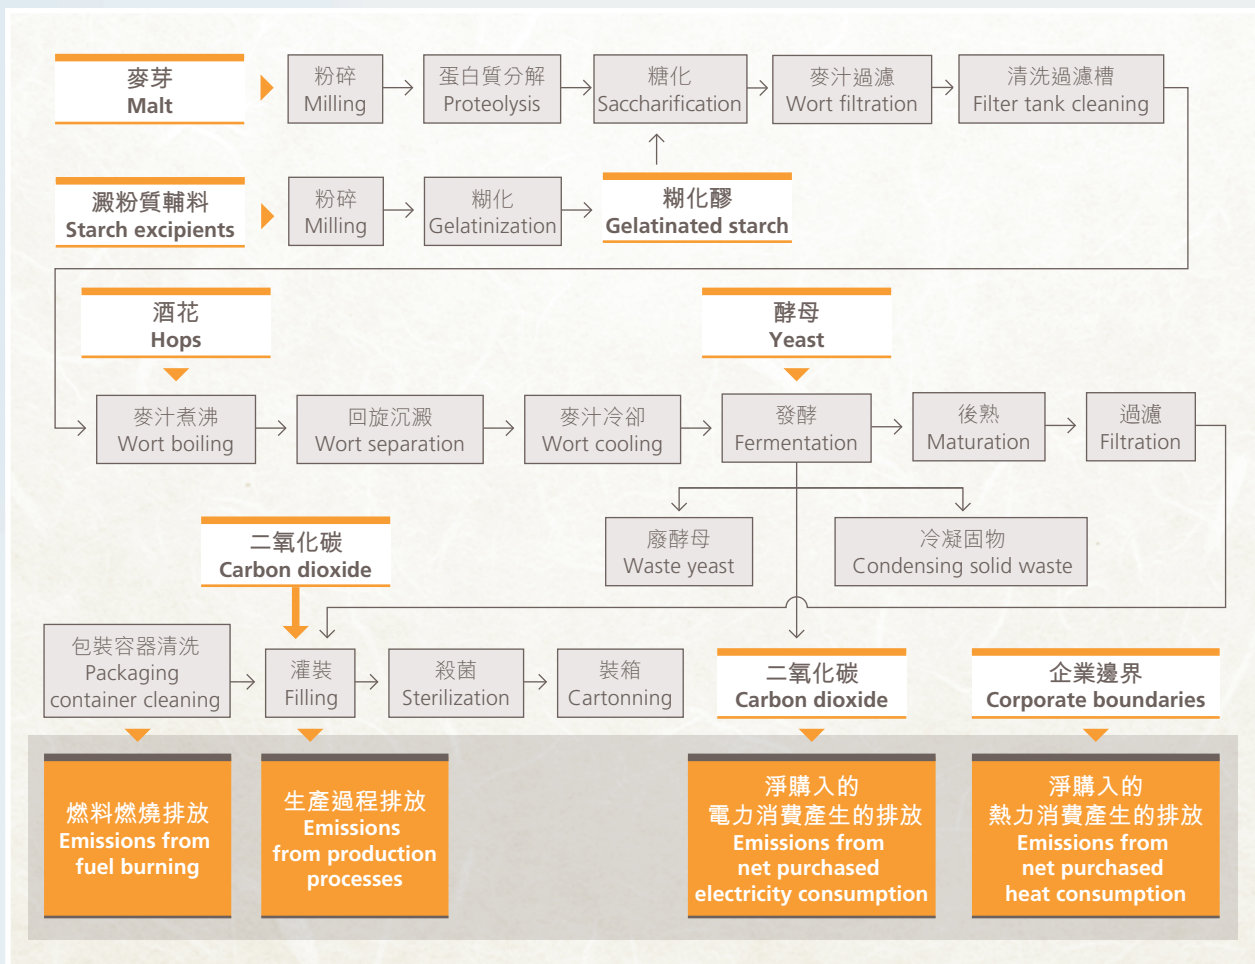 麥芽
Malt
粉碎
Milling
蛋白質分解
Proteolysis
糖化
Saccharification
麥汁過濾
Wort filtration
清洗過濾槽
Filter tank cleaning
澱粉質輔料
Starch excipients
粉碎
Milling
糊化
Gelatinization
糊化醪
Gelatinated starch
酒花
Hops
酵母
Yeast
麥汁煮沸
Wort boiling
回旋沉澱
Wort separation
麥汁冷卻
Wort cooling
發酵
Fermentation
後熟
Maturation
過濾
Filtration
廢酵母
Waste yeast
冷凝固物
Condensing solid waste
二氧化碳
Carbon dioxide
包裝容器清洗
Packaging
container cleaning
灌裝
Filling
殺菌
Sterilization
裝箱
Cartonning
二氧化碳
Carbon dioxide
企業邊界
Corporate boundaries
燃料燃燒排放
Emissions from
fuel burning
生產過程排放
Emissions
from production
processes
淨購入的
電力消費產生的排放
Emissions from
net purchased
electricity consumption
淨購入的
熱力消費產生的排放
Emissions from
net purchased
heat consumption